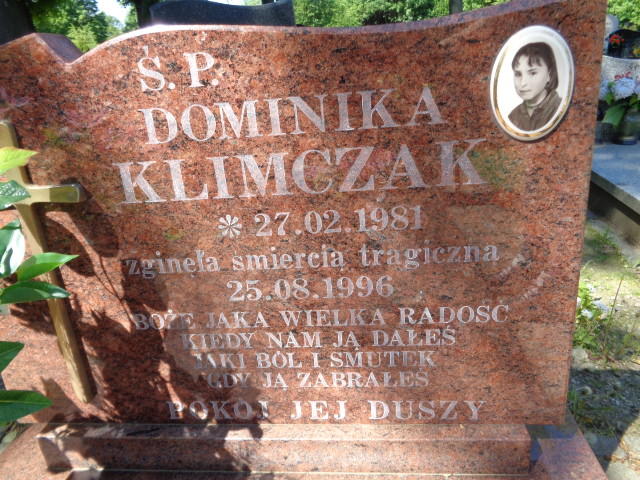 Ś.P.
DOMINIKA
KLIMCZAK
* 27.02.1981
zginęła śmiercią tragiczna
25.08.1996
BOŻE JAKA WIELKA RADOŚĆ
KIEDY NAM JĄ DAŁEŚ
JAKI BÓL I SMUTEK
GDY JĄ ZABRAŁEŚ
POKÓJ JEJ DUSZY